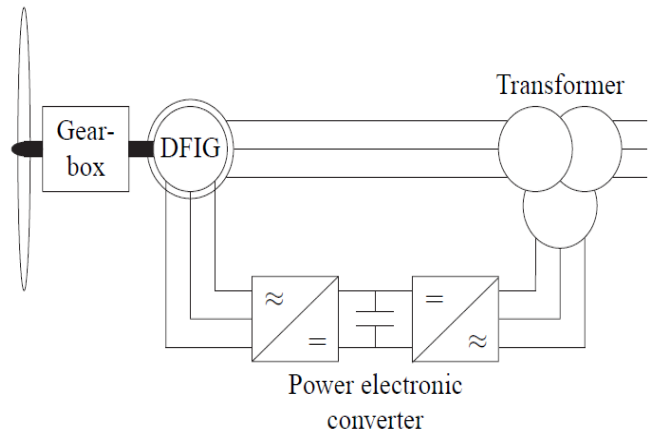 Transformer
Gear-
box
DFIG
≈
=
=
≈
Power electronic
converter